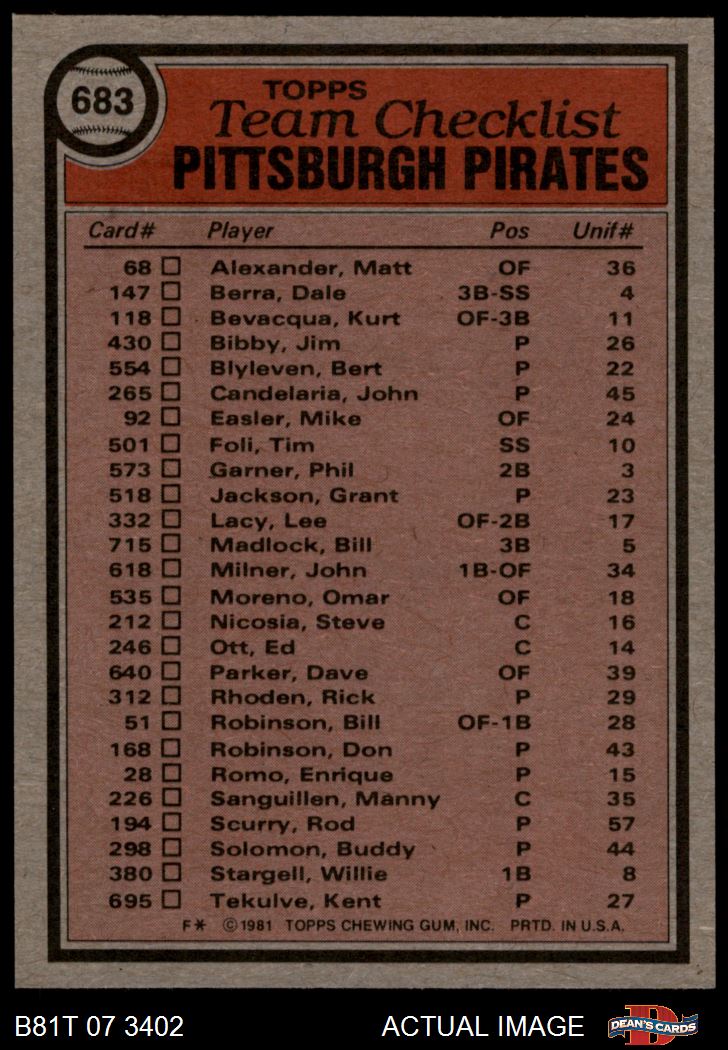 683
TOPPS
Team Checklist
PITTSBURGH PIRATES
Card# Player Pos Unif#
68 Alexander, Matt OF 36
147 Berra, Dale 3B-SS 4
118 Bevacqua, Kurt OF-3B 11
430 Bibby, Jim P 26
554 Blyleven, Bert P 22
265 Candelaria, John P 45
92 Easler, Mike OF 24
501 Foli, Tim SS 10
573 Garner, Phil 2B 3
518 Jackson, Grant P 23
332 Lacy, Lee OF-2B 17
715 Madlock, Bill 3B 5
618 Milner, John 1B-OF 34
535 Moreno, Omar OF 18
212 Nicosia, Steve C 16
246 Ott, Ed C 14
640 Parker, Dave OF 39
312 Rhoden, Rick P 29
51 Robinson, Bill OF-1B 28
168 Robinson, Don P 43
28 Romo, Enrique P 15
226 Sanguillen, Manny C 35
194 Scurry, Rod P 57
298 Solomon, Buddy P 44
380 Stargell, Willie 1B 8
695 Tekulve, Kent P 27
F* ©1981 TOPPS CHEWING GUM, INC. PRTD. IN U.S.A.
B81T 07 3402 ACTUAL IMAGE D DEAN'S CARDS